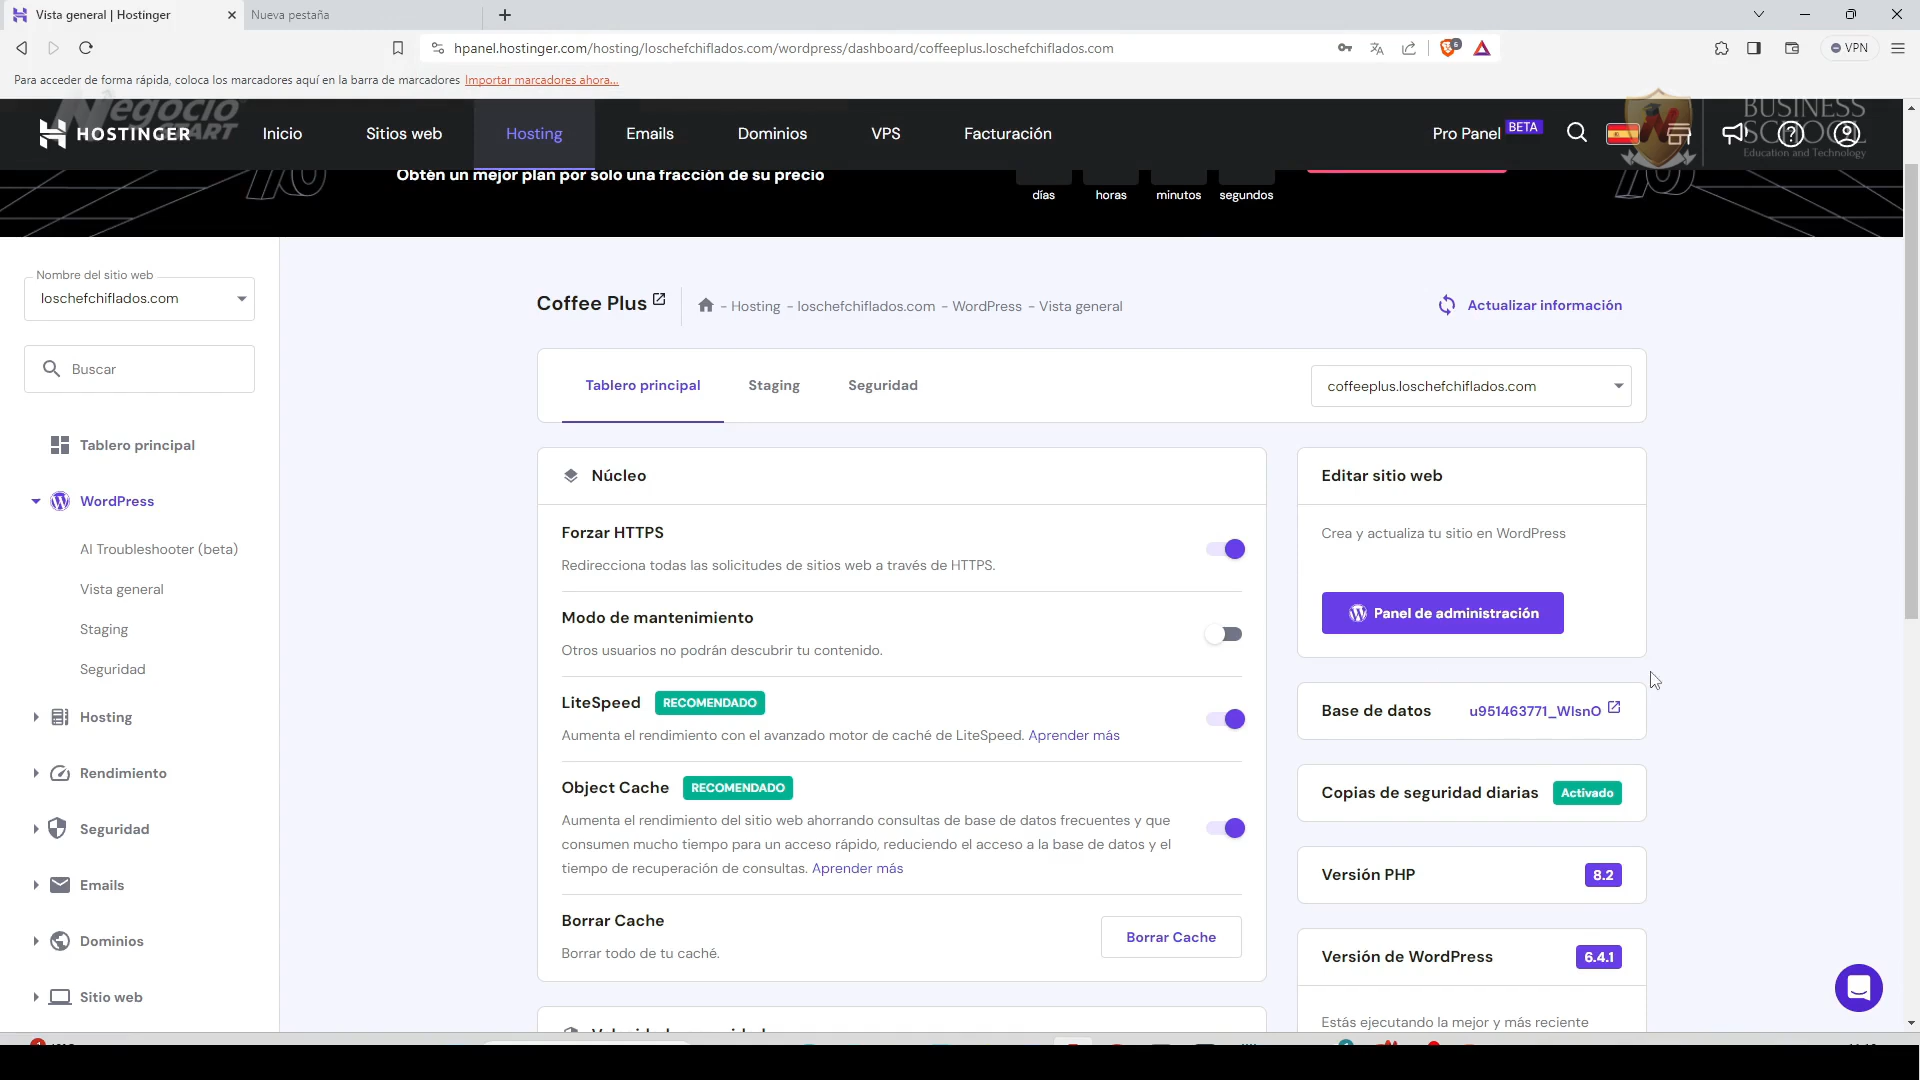 Vista general | Hostinger
Nueva pestaña
hpanel.hostinger.com/hosting/loschefchiflados.com/wordpress/dashboard/coffeeplus.loschefchiflados.com
6
VPN
Para acceder de forma rápida, coloca los marcadores aquí en la barra de marcadores Importar marcadores ahora...
Negocio
BUSINESS
SCHOOL
Education and Technology
HOSTINGER
Inicio
Sitios web
Hosting
Emails
Dominios
VPS
Facturación
Pro Panel BETA
Obtén un mejor plan por solo una fracción de su precio
días
horas
minutos
segundos
Nombre del sitio web
loschefchiflados.com
Buscar
Tablero principal
WordPress
AI Troubleshooter (beta)
Vista general
Staging
Seguridad
Hosting
Rendimiento
Seguridad
Emails
Dominios
Sitio web
Coffee Plus
- Hosting - loschefchiflados.com - WordPress - Vista general
Actualizar información
Tablero principal
Staging
Seguridad
coffeeplus.loschefchiflados.com
Núcleo
Forzar HTTPS
Redirecciona todas las solicitudes de sitios web a través de HTTPS.
Modo de mantenimiento
Otros usuarios no podrán descubrir tu contenido.
LiteSpeed RECOMENDADO
Aumenta el rendimiento con el avanzado motor de caché de LiteSpeed. Aprender más
Object Cache RECOMENDADO
Aumenta el rendimiento del sitio web ahorrando consultas de base de datos frecuentes y que
consumen mucho tiempo para un acceso rápido, reduciendo el acceso a la base de datos y el
tiempo de recuperación de consultas. Aprender más
Borrar Cache
Borrar todo de tu caché.
Borrar Cache
Editar sitio web
Crea y actualiza tu sitio en WordPress
Panel de administración
Base de datos
Copias de seguridad diarias Activado
Versión PHP 8.2
Versión de WordPress 6.4.1
Estás ejecutando la mejor y más reciente